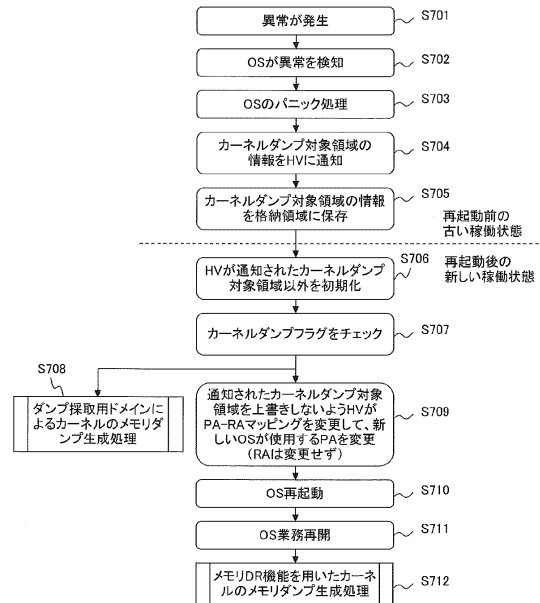 異常が発生
S701
OSが異常を検知
S702
OSのパニック処理
S703
カーネルダンプ対象領域の
情報をHVに通知
S704
カーネルダンプ対象領域の情報
を格納領域に保存
S705
再起動前の
古い稼働状態
S706
再起動後の
新しい稼働状態
HVが通知されたカーネルダンプ
対象領域以外を初期化
カーネルダンプフラグをチェック
S707
S708
ダンプ採取用ドメインに
よるカーネルのメモリダ
ンプ生成処理
通知されたカーネルダンプ対象
領域を上書きしないようHVが
PA-RAマッピングを変更して、新
しいOSが使用するPAを変更
(RAは変更せず)
S709
OS再起動
S710
OS業務再開
S711
メモリDR機能を用いたカーネ
ルのメモリダンプ生成処理
S712